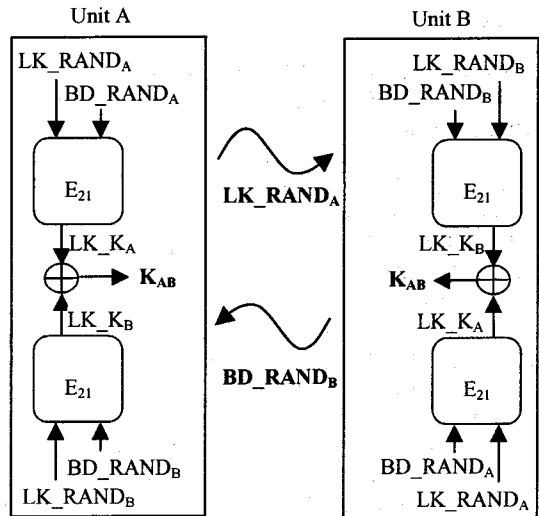 Unit A
LK_RANDA
BD_RANDA
E21
LK_KA
KAB
LK_KB
E21
BD_RANDB
LK_RANDB
LK_RANDA
BD_RANDB
Unit B
LK_RANDB
BD_RANDB
E21
LK_KB
KAB
LK_KA
E21
BD_RANDA
LK_RANDA